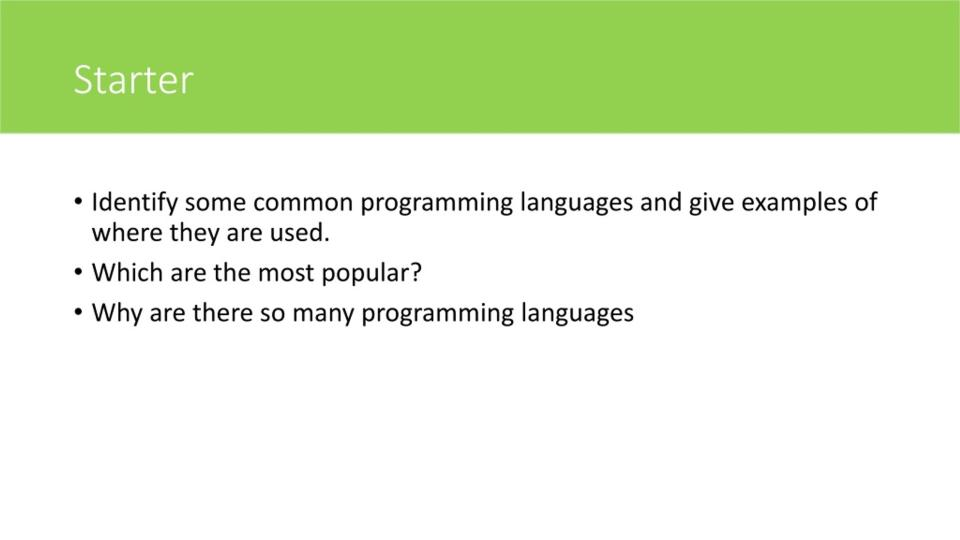 Starter
• Identify some common programming languages and give examples of
where they are used.
• Which are the most popular?
• Why are there so many programming languages